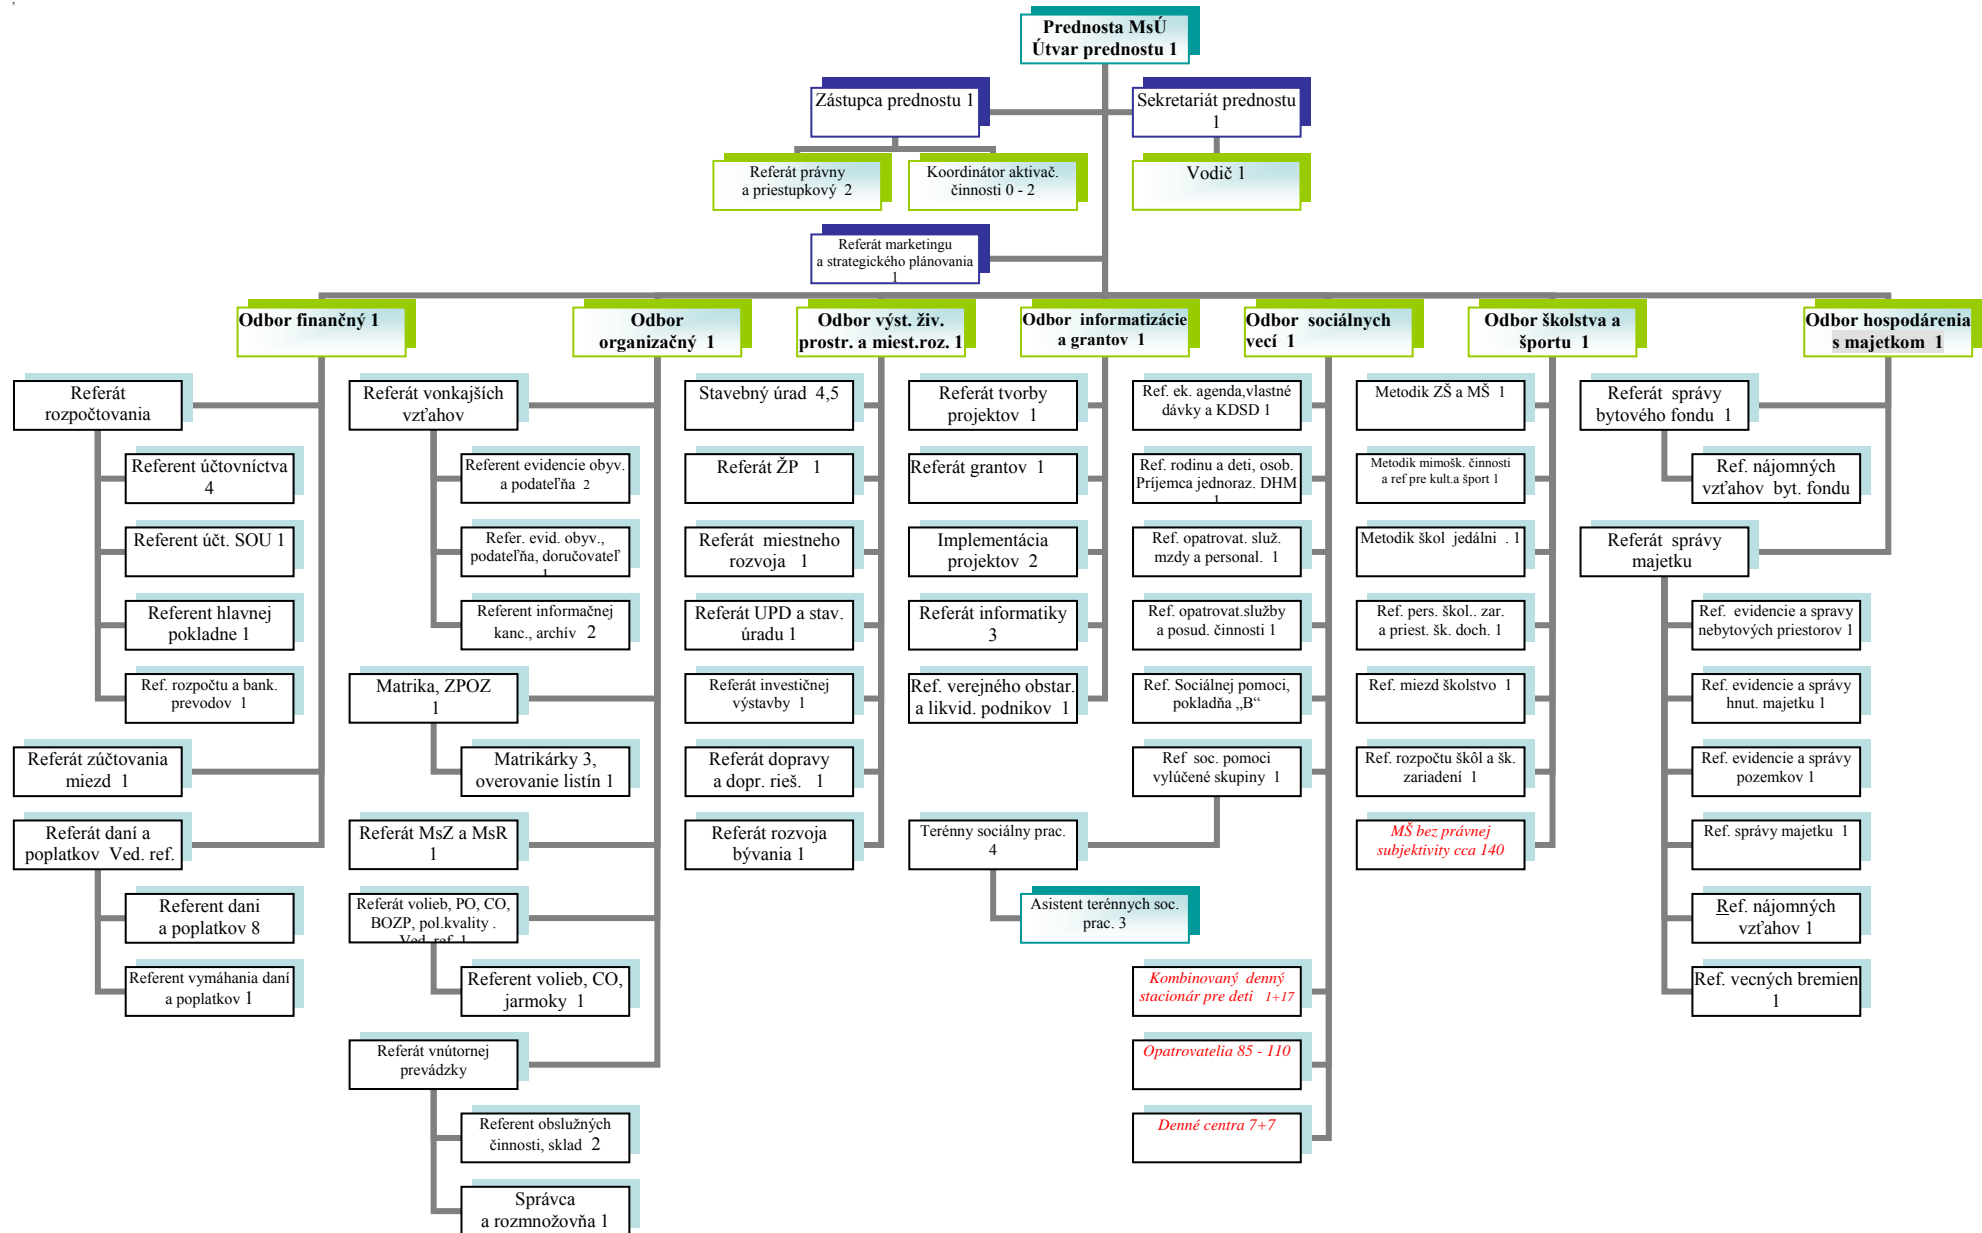 Prednosta MsÚ
Útvar prednostu 1
Zástupca prednostu 1
Sekretariát prednostu
1
Referát právny
a priestupkový 2
Koordinátor aktivač.
činnosti 0 - 2
Vodič 1
Referát marketingu
a strategického plánovania
1
Odbor finančný 1
Referát
rozpočtovania
Referent účtovníctva
4
Referent účt. SOU 1
Referent hlavnej
pokladne 1
Ref. rozpočtu a bank.
prevodov 1
Referát zúčtovania
miezd 1
Referát daní a
poplatkov Ved. ref.
Referent dani
a poplatkov 8
Referent vymáhania daní
a poplatkov 1
Odbor
organizačný 1
Referát vonkajších
vzťahov
Referent evidencie obyv.
a podateľňa 2
Refer. evid. obyv.,
podateľňa, doručovateľ
1
Referent informačnej
kanc., archív 2
Matrika, ZPOZ
1
Matrikárky 3,
overovanie listín 1
Referát MsZ a MsR
1
Referát volieb, PO, CO,
BOZP, pol.kvality .
Ved. ref. 1
Referent volieb, CO,
jarmoky 1
Referát vnútornej
prevádzky
Referent obslužných
činnosti, sklad 2
Správca
a rozmnožovňa 1
Odbor výst. živ.
prostr. a miest.roz. 1
Stavebný úrad 4,5
Referát ŽP 1
Referát miestneho
rozvoja 1
Referát UPD a stav.
úradu 1
Referát investičnej
výstavby 1
Referát dopravy
a dopr. rieš. 1
Referát rozvoja
bývania 1
Odbor informatizácie
a grantov 1
Referát tvorby
projektov 1
Referát grantov 1
Implementácia
projektov 2
Referát informatiky
3
Ref. verejného obstar.
a likvid. podnikov 1
Odbor sociálnych
vecí 1
Ref. ek. agenda,vlastné
dávky a KDSD 1
Ref. rodinu a deti, osob.
Príjemca jednoraz. DHM
1
Ref. opatrovat. služ.
mzdy a personal. 1
Ref. opatrovat.služby
a posud. činnosti 1
Ref. Sociálnej pomoci,
pokladňa „B“
Ref soc. pomoci
vylúčené skupiny 1
Terénny sociálny prac.
4
Asistent terénnych soc.
prac. 3
Kombinovaný denný
stacionár pre deti 1+17
Opatrovatelia 85 - 110
Denné centra 7+7
Odbor školstva a
športu 1
Metodik ZŠ a MŠ 1
Metodik mimošk. činnosti
a ref pre kult.a šport 1
Metodik škol jedálni . 1
Ref. pers. škol.. zar.
a priest. šk. doch. 1
Ref. miezd školstvo 1
Ref. rozpočtu škôl a šk.
zariadení 1
MŠ bez právnej
subjektivity cca 140
Odbor hospodárenia
s majetkom 1
Referát správy
bytového fondu 1
Ref. nájomných
vzťahov byt. fondu
Referát správy
majetku
Ref. evidencie a spravy
nebytových priestorov 1
Ref. evidencie a správy
hnut. majetku 1
Ref. evidencie a správy
pozemkov 1
Ref. správy majetku 1
Ref. nájomných
vzťahov 1
Ref. vecných bremien
1